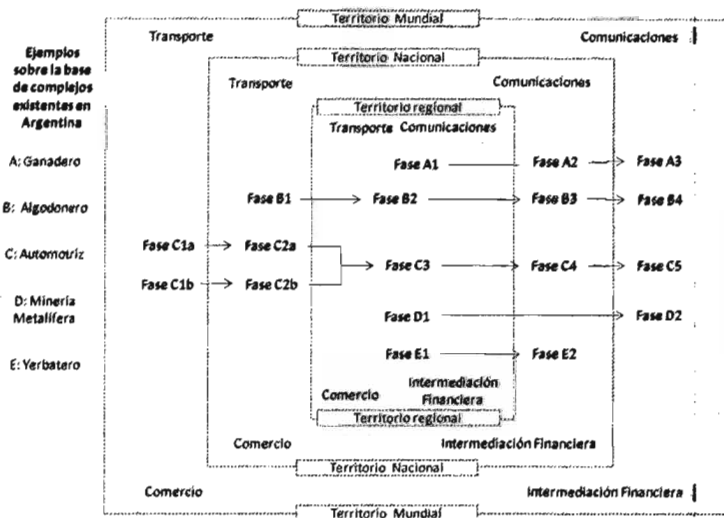 Territorio Mundial
Transporte
Comunicaciones
Territorio Nacional
Ejemplos
sobre la base
de complejos
existentes en
Argentina
Transporte
Comunicaciones
Territorio regional
Transporte Comunicaciones
A: Ganadero
Fase A1
Fase A2
Fase A3
B: Algodonero
Fase B1
Fase B2
Fase B3
Fase B4
C: Automotriz
Fase C1a
Fase C2a
Fase C3
Fase C4
Fase C5
Fase C1b
Fase C2b
D: Minería
Metalífera
Fase D1
Fase D2
E: Yerbatero
Fase E1
Fase E2
Comercio
Intermediación
Financiera
Territorio regional
Comercio
Intermediación Financiera
Territorio Nacional
Comercio
Intermediación Financiera
Territorio Mundial